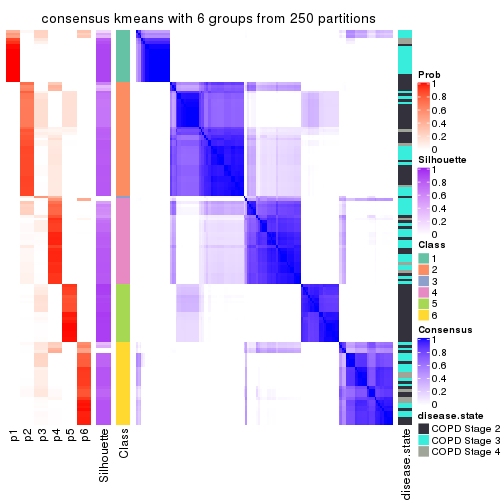 consensus kmeans with 6 groups from 250 partitions
Prob
1
0.8
0.6
0.4
0.2
0
Silhouette
1
0.8
0.6
0.4
0.2
0
Class
1
2
3
4
5
6
Consensus
1
0.8
0.6
0.4
0.2
0
disease.state
COPD Stage 2
COPD Stage 3
COPD Stage 4
p1
p2
p3
p4
p5
p6
Silhouette
Class
disease.state